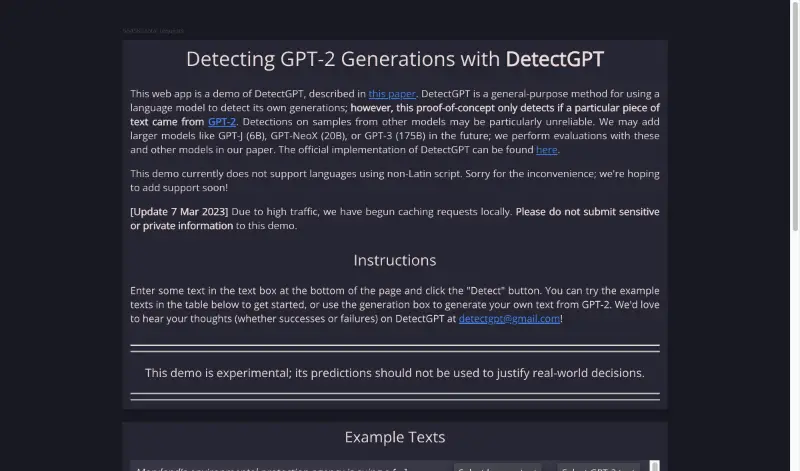 Detecting GPT-2 Generations with DetectGPT
This web app is a demo of DetectGPT, described in this paper. DetectGPT is a general-purpose method for using a
language model to detect its own generations; however, this proof-of-concept only detects if a particular piece of
text came from GPT-2. Detections on samples from other models may be particularly unreliable. We may add
larger models like GPT-J (6B), GPT-NeoX (20B), or GPT-3 (175B) in the future; we perform evaluations with these
and other models in our paper. The official implementation of DetectGPT can be found here.
This demo currently does not support languages using non-Latin script. Sorry for the inconvenience; we're hoping
to add support soon!
[Update 7 Mar 2023] Due to high traffic, we have begun caching requests locally. Please do not submit sensitive
or private information to this demo.
Instructions
Enter some text in the text box at the bottom of the page and click the "Detect" button. You can try the example
texts in the table below to get started, or use the generation box to generate your own text from GPT-2. We'd love
to hear your thoughts (whether successes or failures) on DetectGPT at detectgpt@gmail.com!
This demo is experimental; its predictions should not be used to justify real-world decisions.
Example Texts